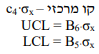 קו מרכזי - c₄·σₓ
UCL = B₆·σₓ
LCL = B₅·σₓ